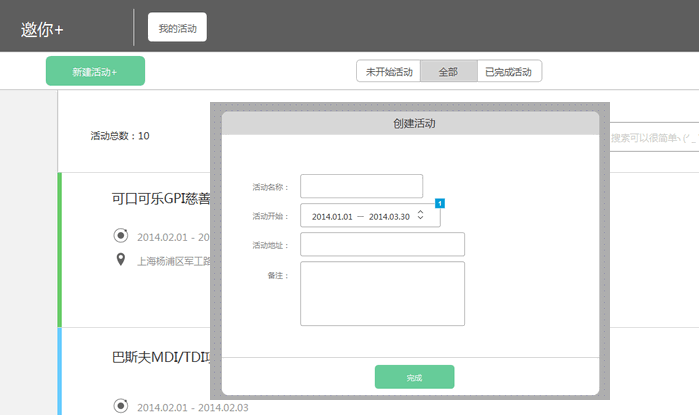 邀你+
我的活动
新建活动+
未开始活动 全部 已完成活动
活动总数：10
搜索可以很简单
创建活动
活动名称：
活动开始： 2014.01.01 — 2014.03.30
1
活动地址：
备注：
完成
可口可乐GPI慈善
2014.02.01 - 20
上海杨浦区军工路
巴斯夫MDI/TDI
2014.02.01 - 2014.02.03